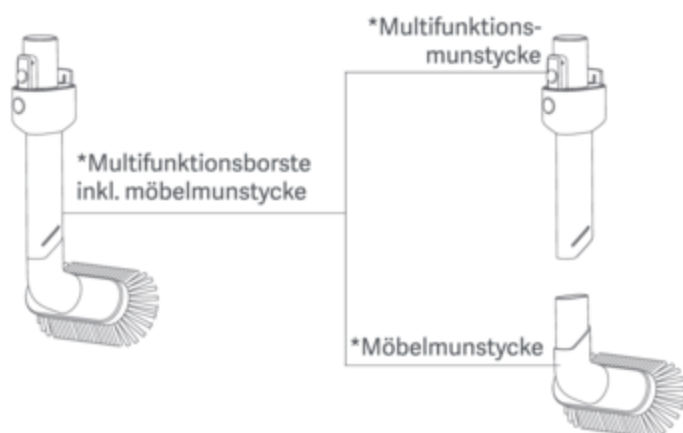 *Multifunktions-
munstycke
*Multifunktionsborste
inkl. möbelmunstycke
*Möbelmunstycke